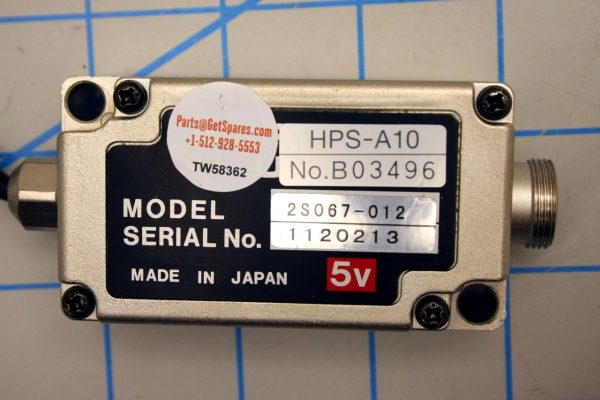 Parts@GetSpares.com
+1-512-928-5553
TW58362
HPS-A10
No.B03496
MODEL 2S067-012
SERIAL No. 1120213
MADE IN JAPAN 5v